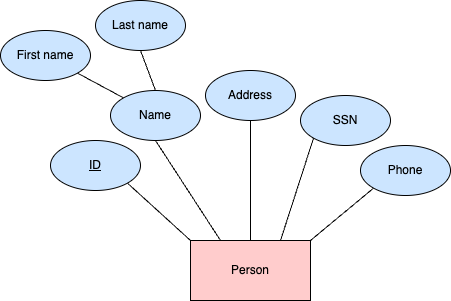 Last name
First name
Name
Address
SSN
ID
Phone
Person